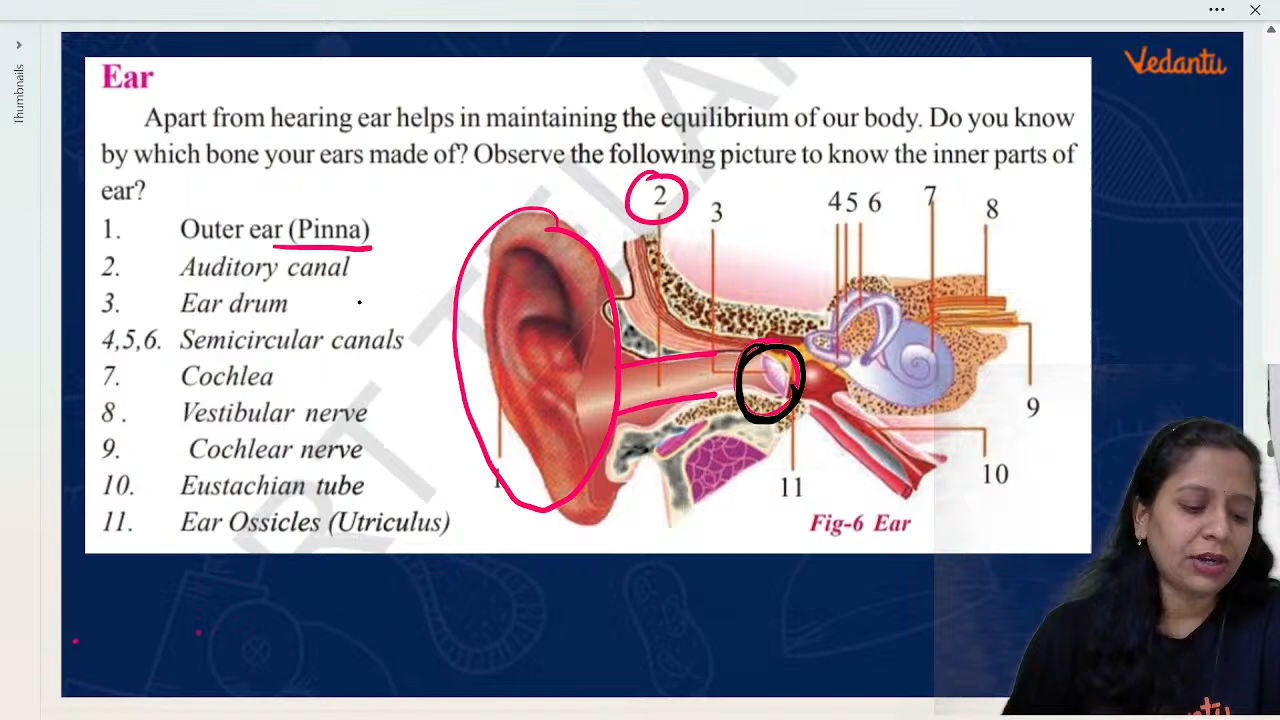 Thumbnails
Vedantu
Ear
Apart from hearing ear helps in maintaining the equilibrium of our body. Do you know
by which bone your ears made of? Observe the following picture to know the inner parts of
ear?
1. Outer ear (Pinna)
2. Auditory canal
3. Ear drum
4,5,6. Semicircular canals
7. Cochlea
8 . Vestibular nerve
9. Cochlear nerve
10. Eustachian tube
11. Ear Ossicles (Utriculus)
2
3
4 5 6
7
8
9
10
11
1
Fig-6 Ear